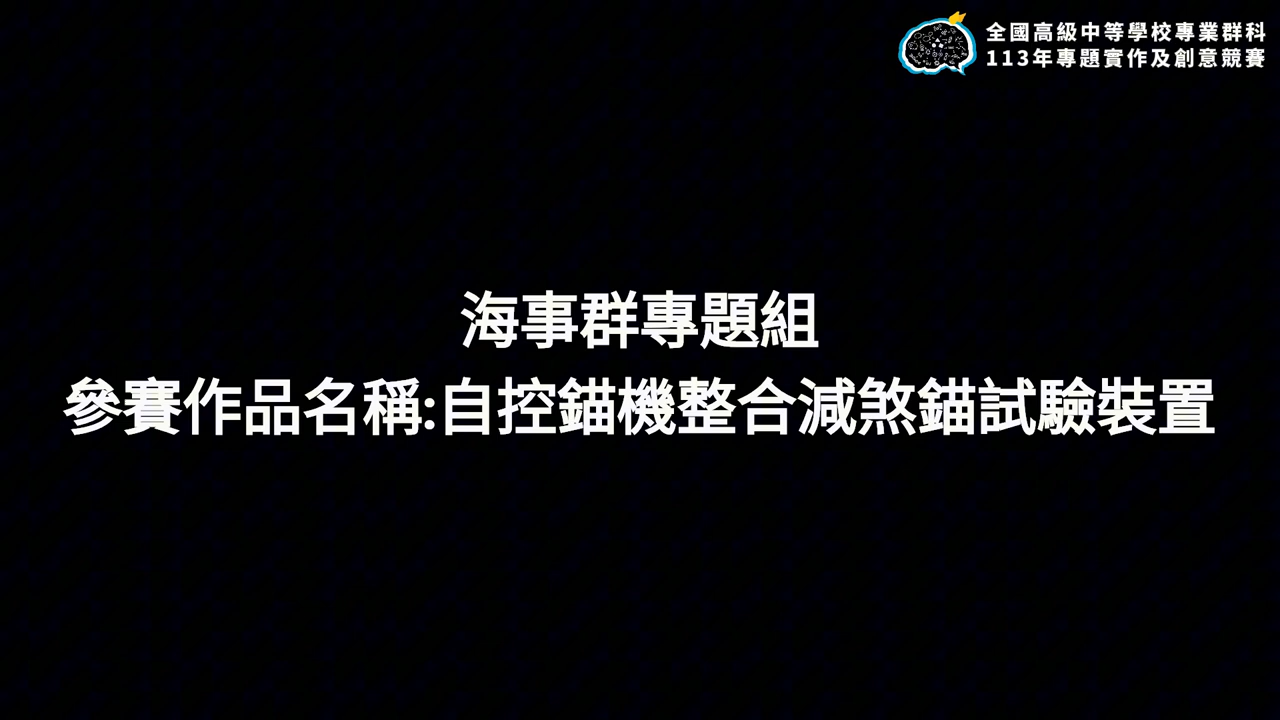 全國高級中等學校專業群科
113年專題實作及創意競賽
海事群專題組
參賽作品名稱:自控錨機整合減煞錨試驗裝置